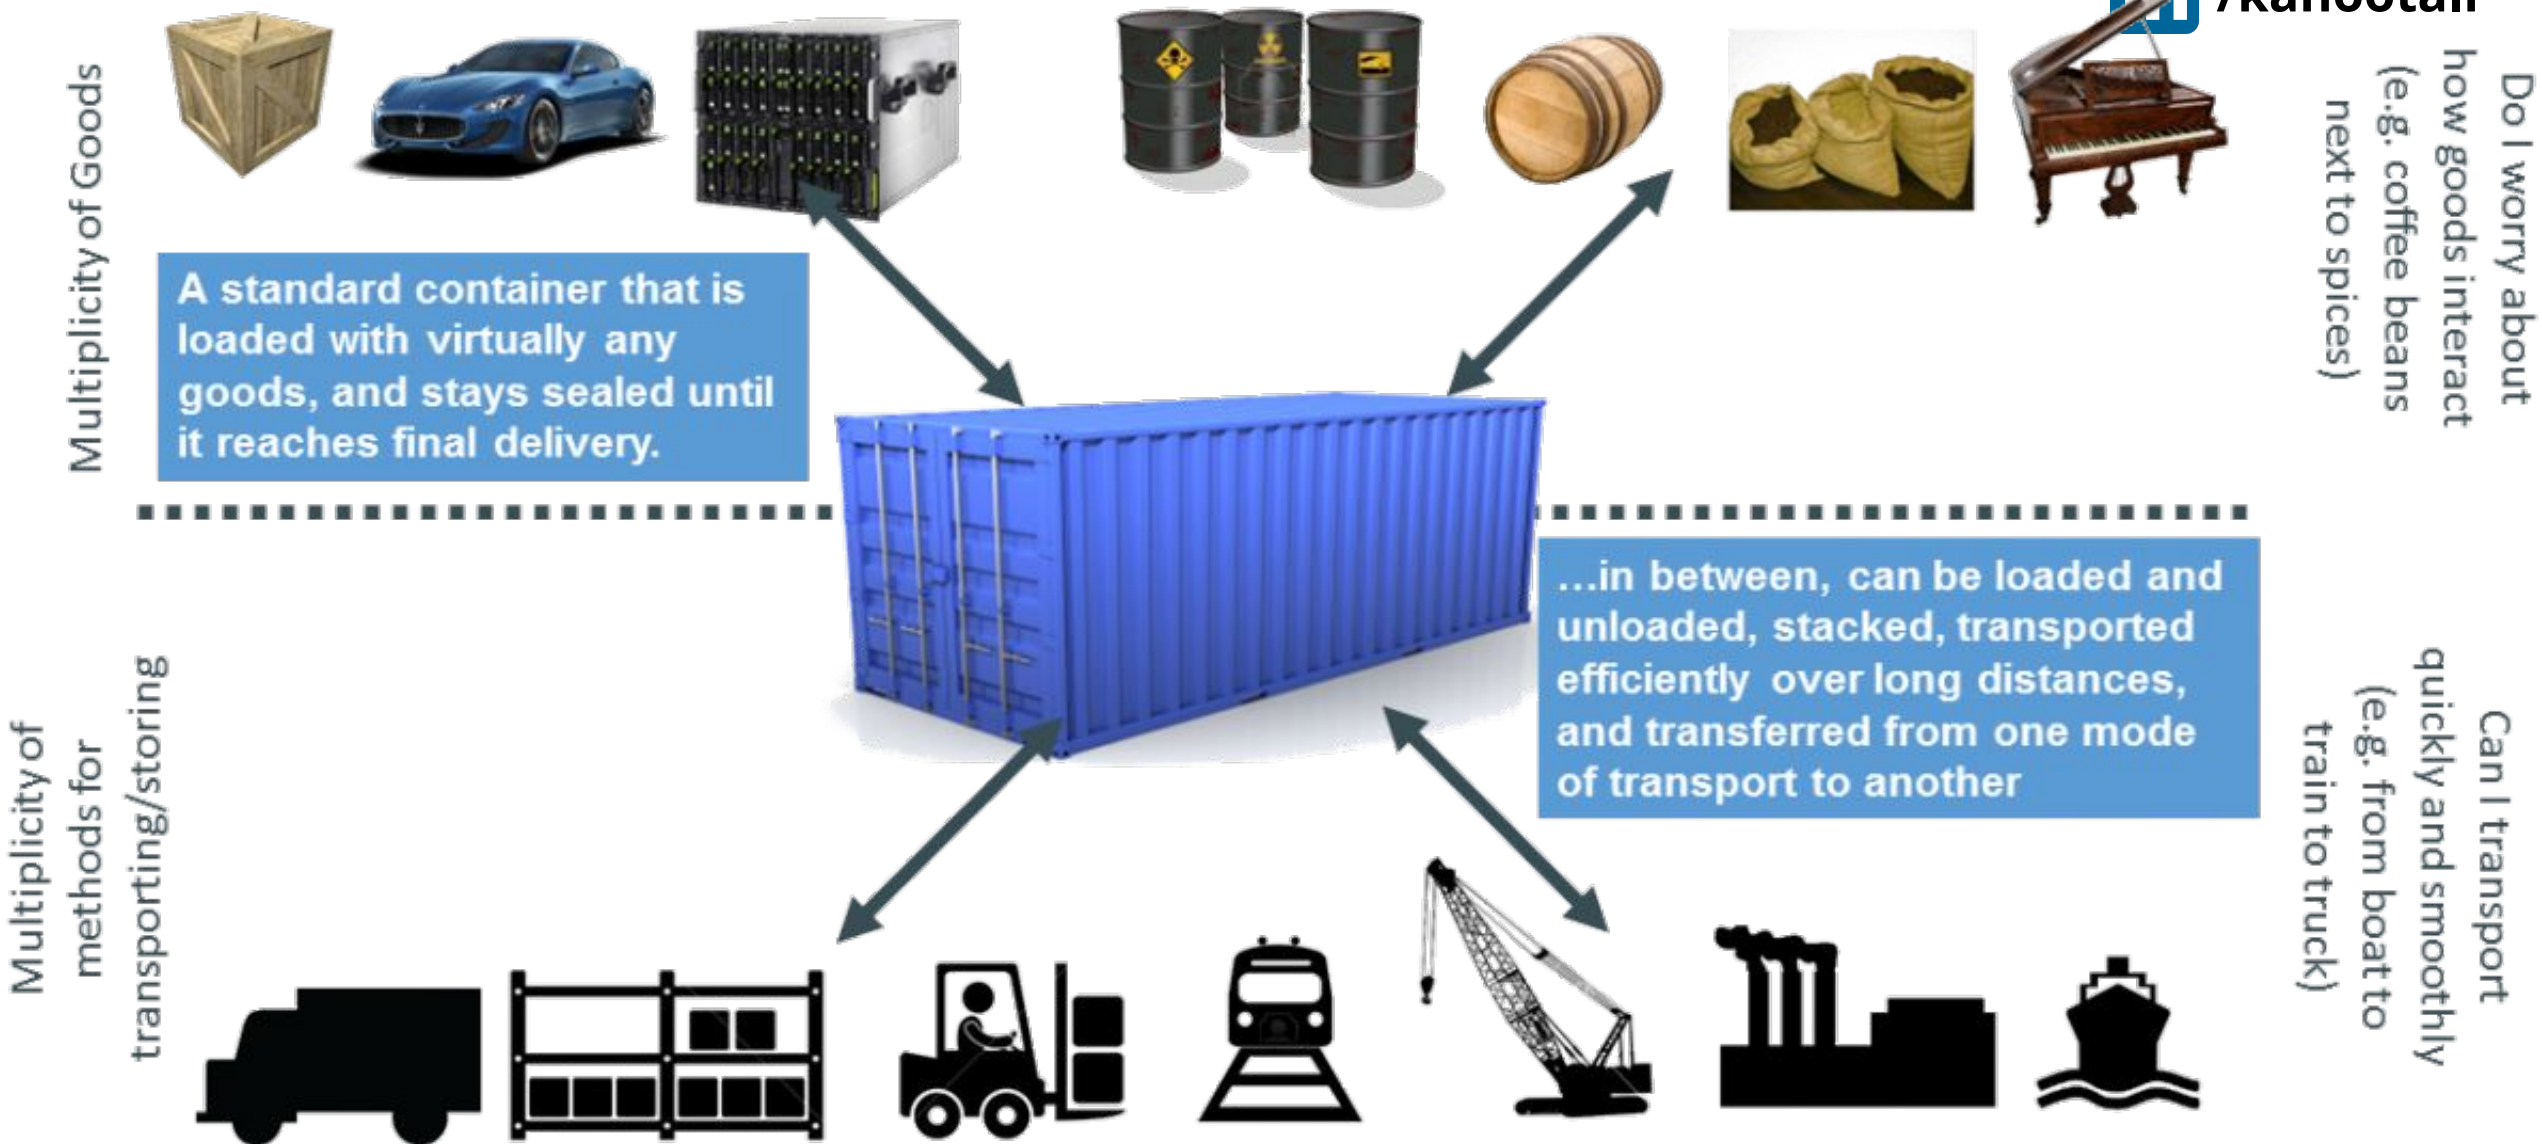 /kanootali
Multiplicity of Goods
A standard container that is
loaded with virtually any
goods, and stays sealed until
it reaches final delivery.
Do I worry about
how goods interact
(e.g. coffee beans
next to spices)
…in between, can be loaded and
unloaded, stacked, transported
efficiently over long distances,
and transferred from one mode
of transport to another
Multiplicity of
methods for
transporting/storing
Can I transport
quickly and smoothly
(e.g. from boat to
train to truck)